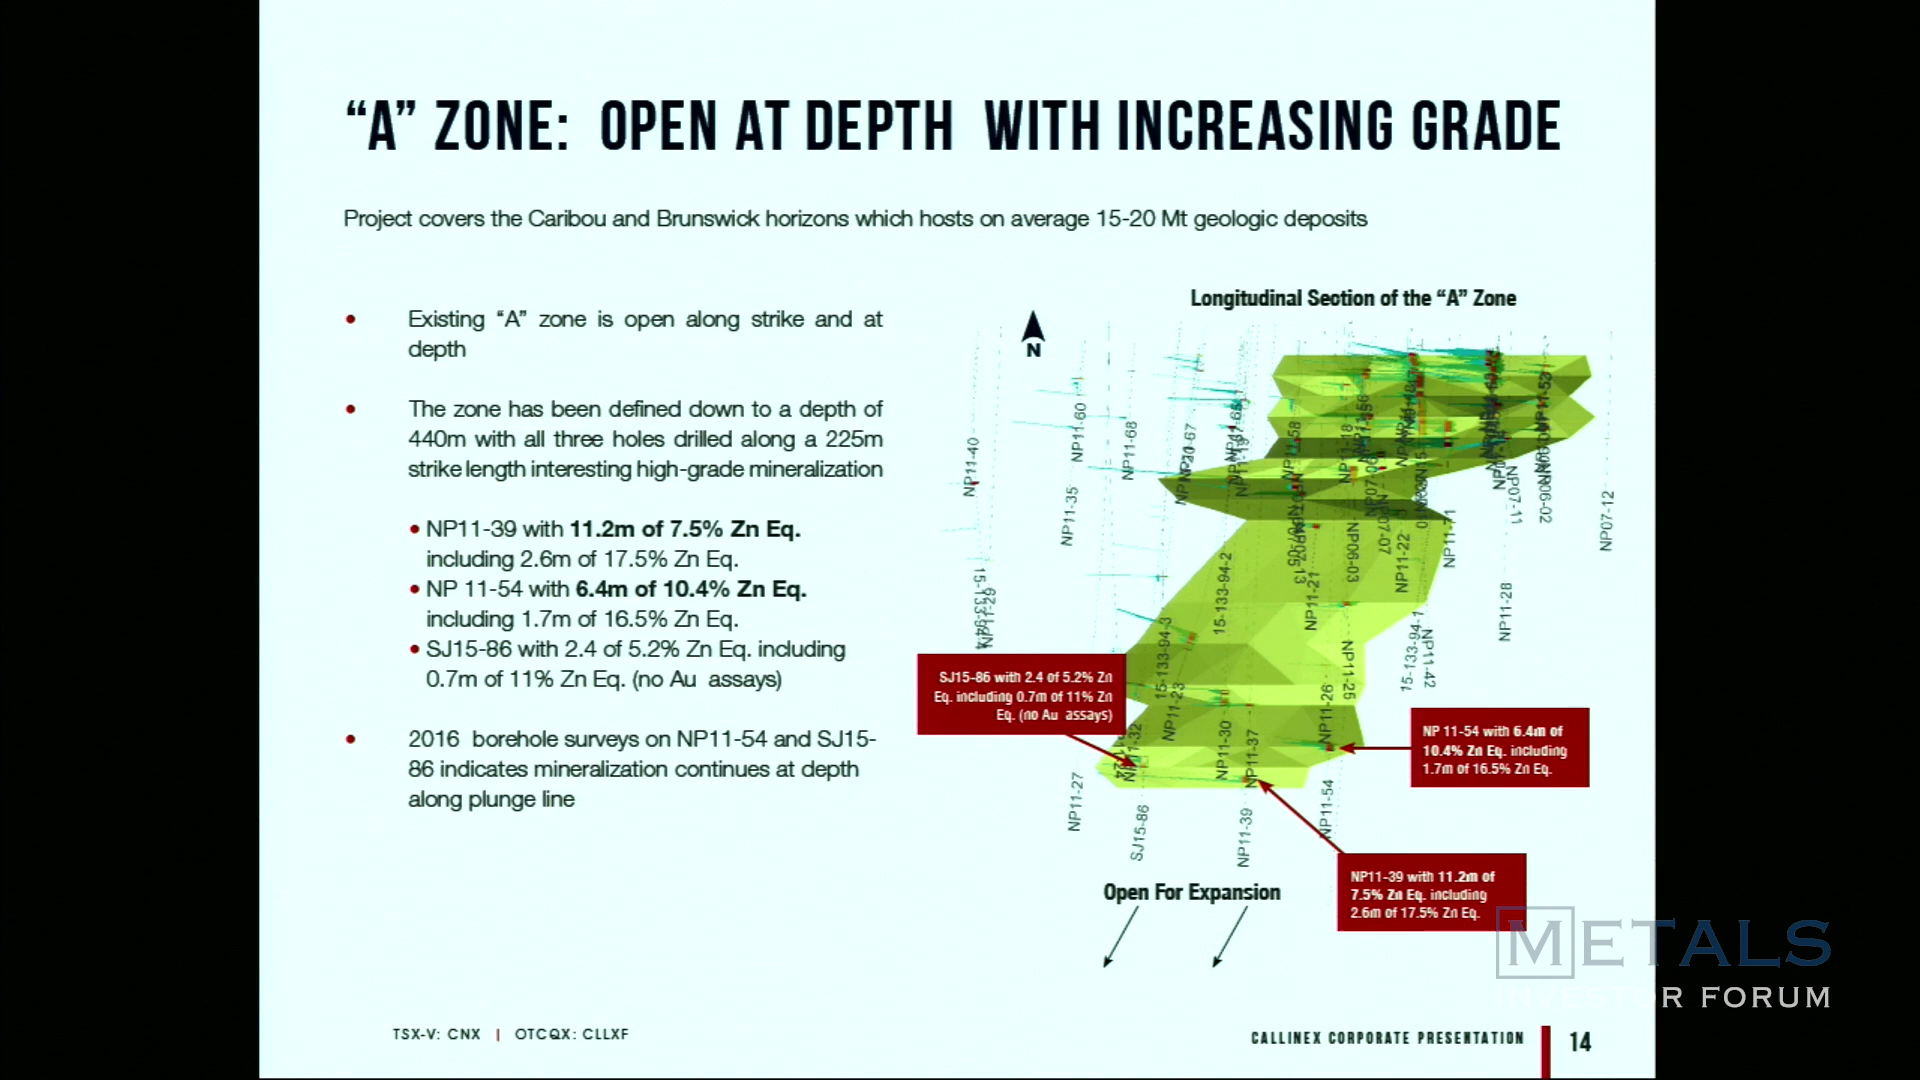 “A” ZONE: OPEN AT DEPTH WITH INCREASING GRADE
Project covers the Caribou and Brunswick horizons which hosts on average 15-20 Mt geologic deposits
• Existing “A” zone is open along strike and at
depth
• The zone has been defined down to a depth of
440m with all three holes drilled along a 225m
strike length interesting high-grade mineralization
• NP11-39 with 11.2m of 7.5% Zn Eq.
including 2.6m of 17.5% Zn Eq.
• NP 11-54 with 6.4m of 10.4% Zn Eq.
including 1.7m of 16.5% Zn Eq.
• SJ15-86 with 2.4 of 5.2% Zn Eq. including
0.7m of 11% Zn Eq. (no Au assays)
• 2016 borehole surveys on NP11-54 and SJ15-
86 indicates mineralization continues at depth
along plunge line
Longitudinal Section of the “A” Zone
N
NP11-40
NP11-60
NP11-68
NP11-35
NP07-11
NP07-12
15-133-94-2
NP06-03
NP11-22
NP11-71
NP11-21
NP11-28
15-133-94-3
NP11-25
15-133-94-1
NP11-42
NP11-23
NP11-26
NP11-30
NP11-37
NP11-27
SJ15-86
NP11-39
NP11-54
SJ15-86 with 2.4 of 5.2% Zn
Eq. including 0.7m of 11% Zn
Eq. (no Au assays)
NP 11-54 with 6.4m of
10.4% Zn Eq. including
1.7m of 16.5% Zn Eq.
NP11-39 with 11.2m of
7.5% Zn Eq. including
2.6m of 17.5% Zn Eq.
Open For Expansion
METALS
INVESTOR FORUM
TSX-V: CNX | OTCQX: CLLXF
CALLINEX CORPORATE PRESENTATION
14